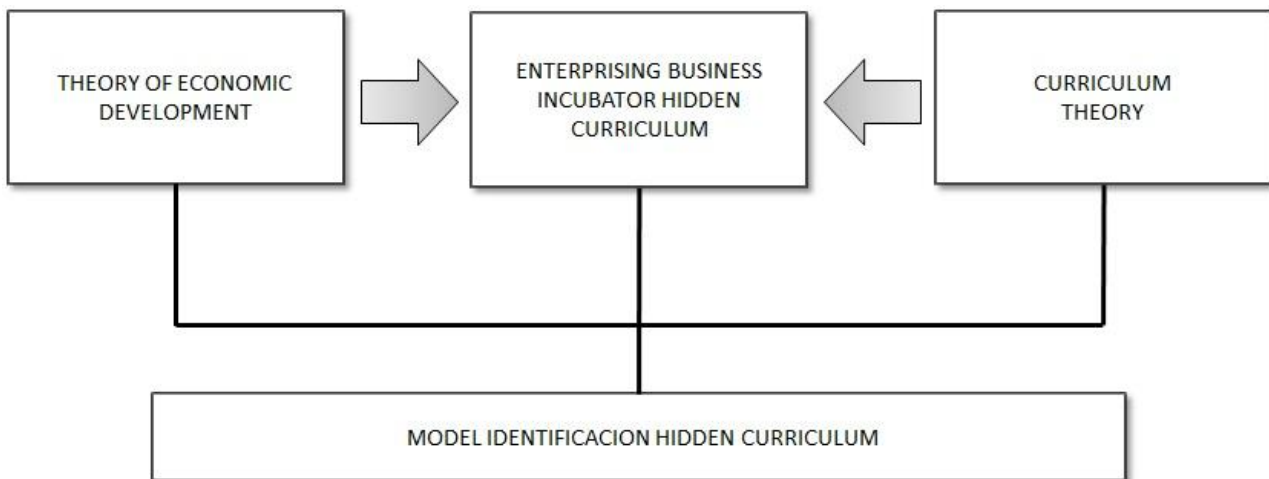 THEORY OF ECONOMIC
DEVELOPMENT
ENTERPRISING BUSINESS
INCUBATOR HIDDEN
CURRICULUM
CURRICULUM
THEORY
MODEL IDENTIFICACION HIDDEN CURRICULUM